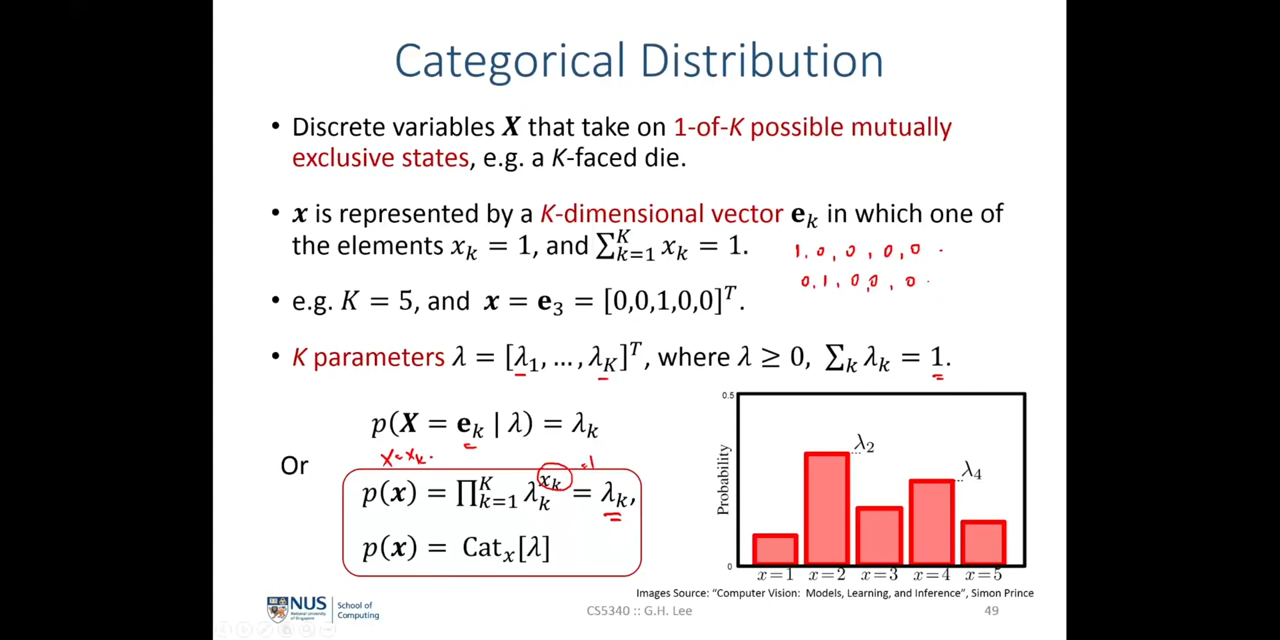 Categorical Distribution
• Discrete variables X that take on 1-of-K possible mutually
exclusive states, e.g. a K-faced die.
• x is represented by a K-dimensional vector e_k in which one of
the elements x_k = 1, and ∑_{k=1}^{K} x_k = 1.
1, 0, 0, 0, 0
0, 1, 0, 0, 0
• e.g. K = 5, and x = e_3 = [0,0,1,0,0]^T.
• K parameters λ = [λ_1, …, λ_K]^T, where λ ≥ 0, ∑_k λ_k = 1.
p(X = e_k | λ) = λ_k
x = x_k.
=1
Or
p(x) = ∏_{k=1}^{K} λ_k^{x_k} = λ_k,
p(x) = Cat_x[λ]
0.5
Probability
0
λ_2
λ_4
x=1 x=2 x=3 x=4 x=5
Images Source: "Computer Vision: Models, Learning, and Inference", Simon Prince
NUS
National University
of Singapore
School of
Computing
CS5340 :: G.H. Lee
49